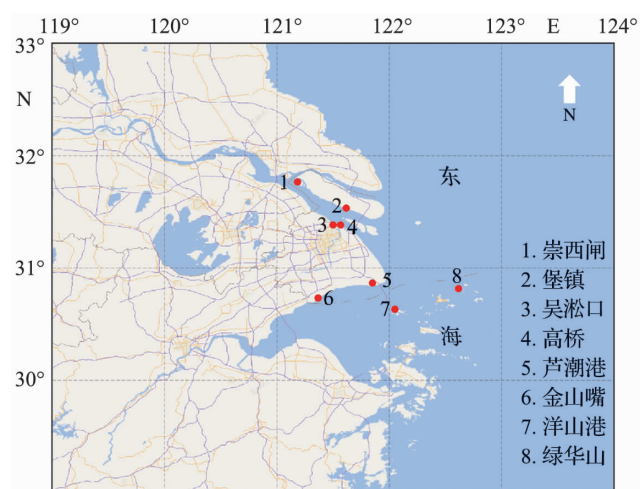 119° 120° 121° 122° 123° E 124°
33°
N
N
32°
东
1
2
3 4
31°
1. 崇西闸
5 8
2. 堡镇
6
7
3. 吴淞口
海
4. 高桥
30°
5. 芦潮港
6. 金山嘴
7. 洋山港
8. 绿华山